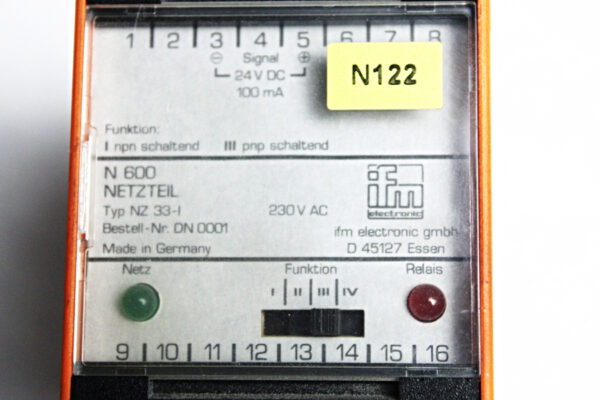 1 | 2 | 3 | 4 | 5 | 6 | 7 | 8
⊖ Signal ⊕
24 V DC
100 mA
N122
Funktion:
I npn schaltend III pnp schaltend
N 600
NETZTEIL
Typ NZ 33-I 230 V AC
Bestell-Nr. DN 0001
Made in Germany
ifm
electronic
ifm electronic gmbh
D 45127 Essen
Netz Funktion Relais
I | II | III | IV
9 | 10 | 11 | 12 | 13 | 14 | 15 | 16